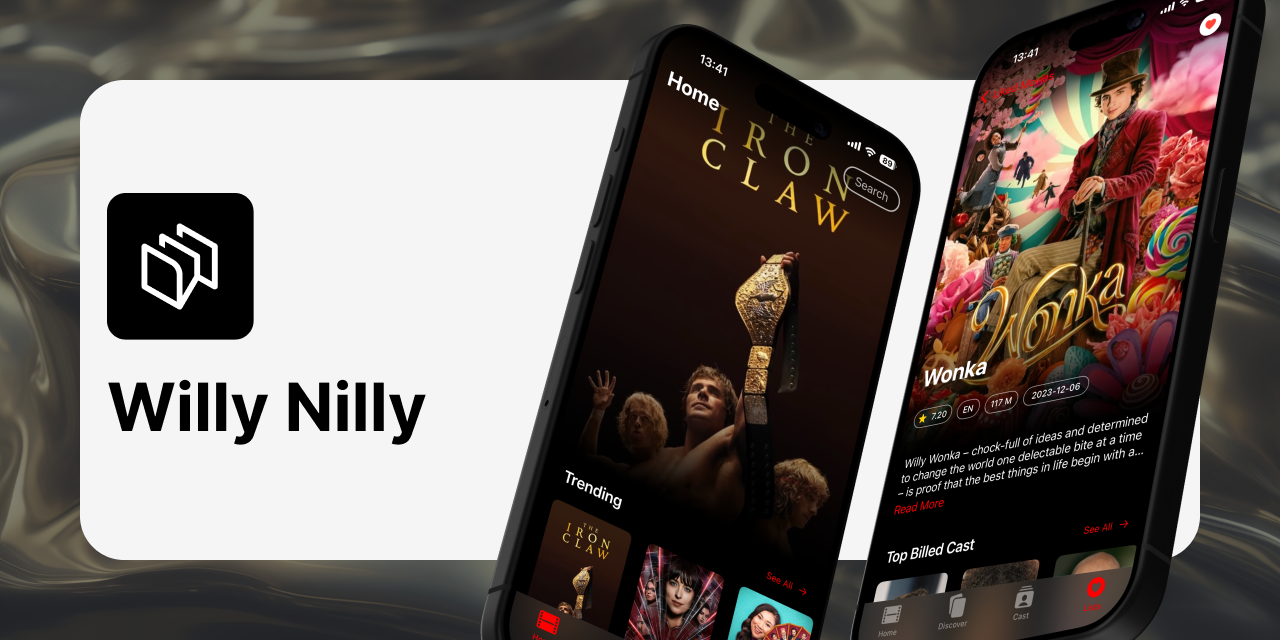 Willy Nilly
13:41
89
Home
Search
THE
IRON
CLAW
Trending
See All →
THE
IRON
CLAW
13:41
Wonka
Wonka
7.20
EN
117 M
2023-12-06
Willy Wonka – chock-full of ideas and determined
to change the world one delectable bite at a time
– is proof that the best things in life begin with a...
Read More
Top Billed Cast
See All →
Home
Discover
Cast